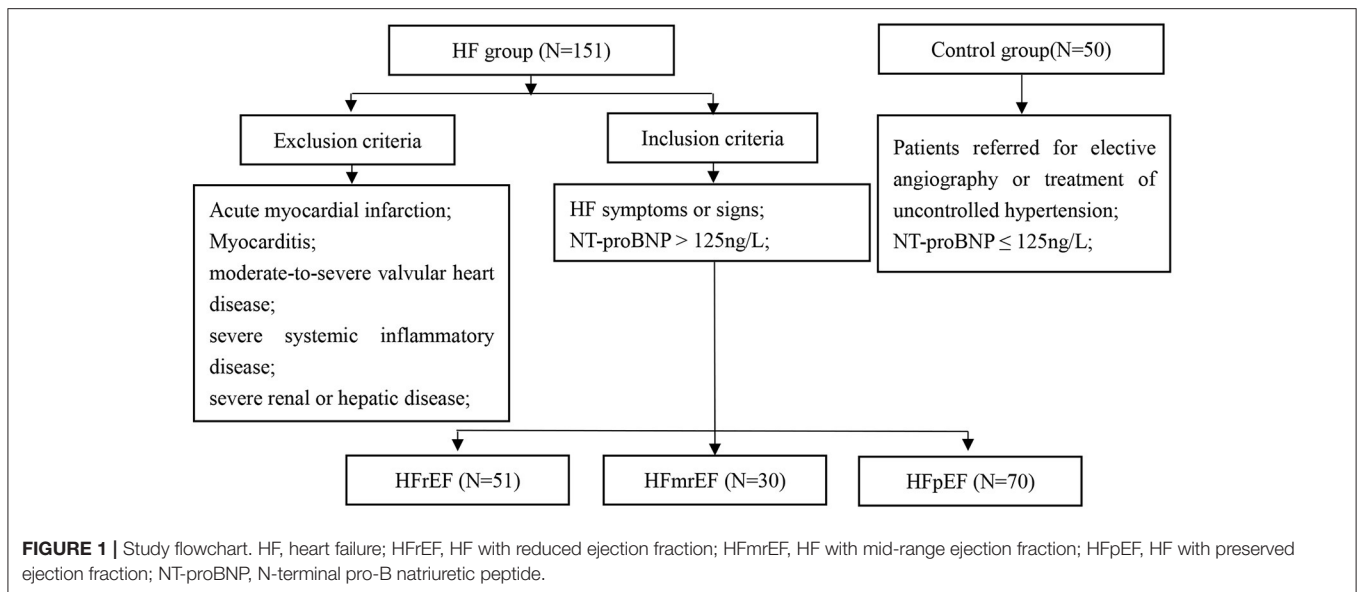 HF group (N=151)
Control group(N=50)
Exclusion criteria
Inclusion criteria
Patients referred for elective
angiography or treatment of
uncontrolled hypertension;
NT-proBNP ≤ 125ng/L;
Acute myocardial infarction;
Myocarditis;
moderate-to-severe valvular heart
disease;
severe systemic inflammatory
disease;
severe renal or hepatic disease;
HF symptoms or signs;
NT-proBNP > 125ng/L;
HFrEF (N=51)
HFmrEF (N=30)
HFpEF (N=70)
FIGURE 1 | Study flowchart. HF, heart failure; HFrEF, HF with reduced ejection fraction; HFmrEF, HF with mid-range ejection fraction; HFpEF, HF with preserved
ejection fraction; NT-proBNP, N-terminal pro-B natriuretic peptide.